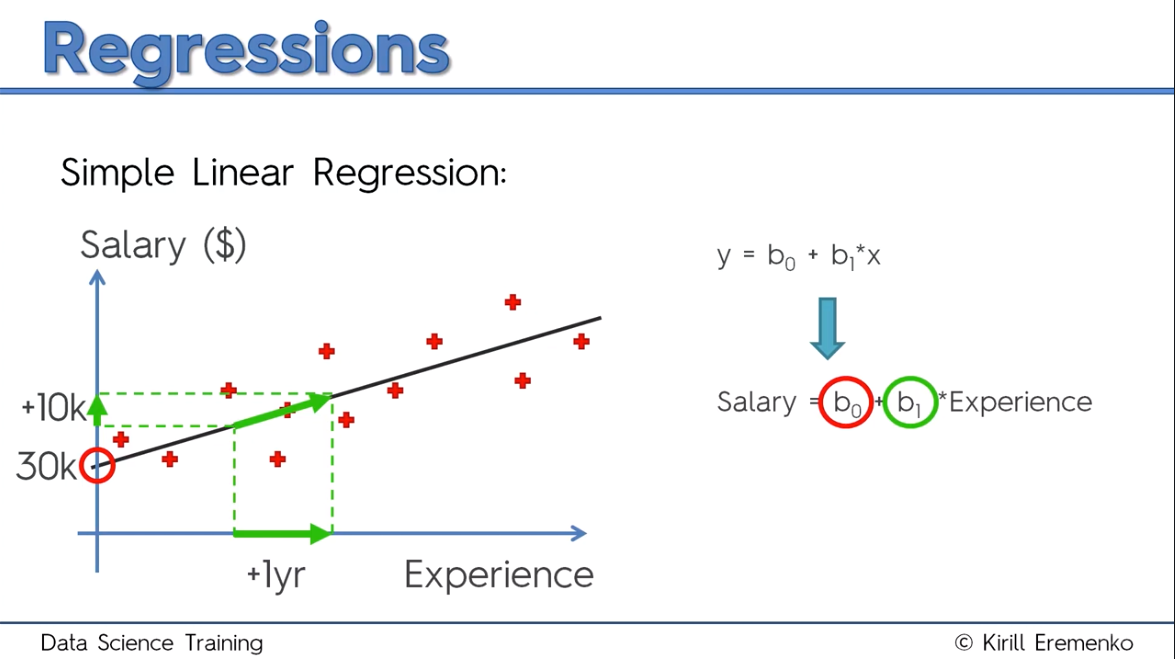 Regressions
Simple Linear Regression:
Salary ($)
+10k
30k
+1yr
Experience
y = b₀ + b₁*x
Salary = b₀ + b₁ *Experience
Data Science Training
© Kirill Eremenko